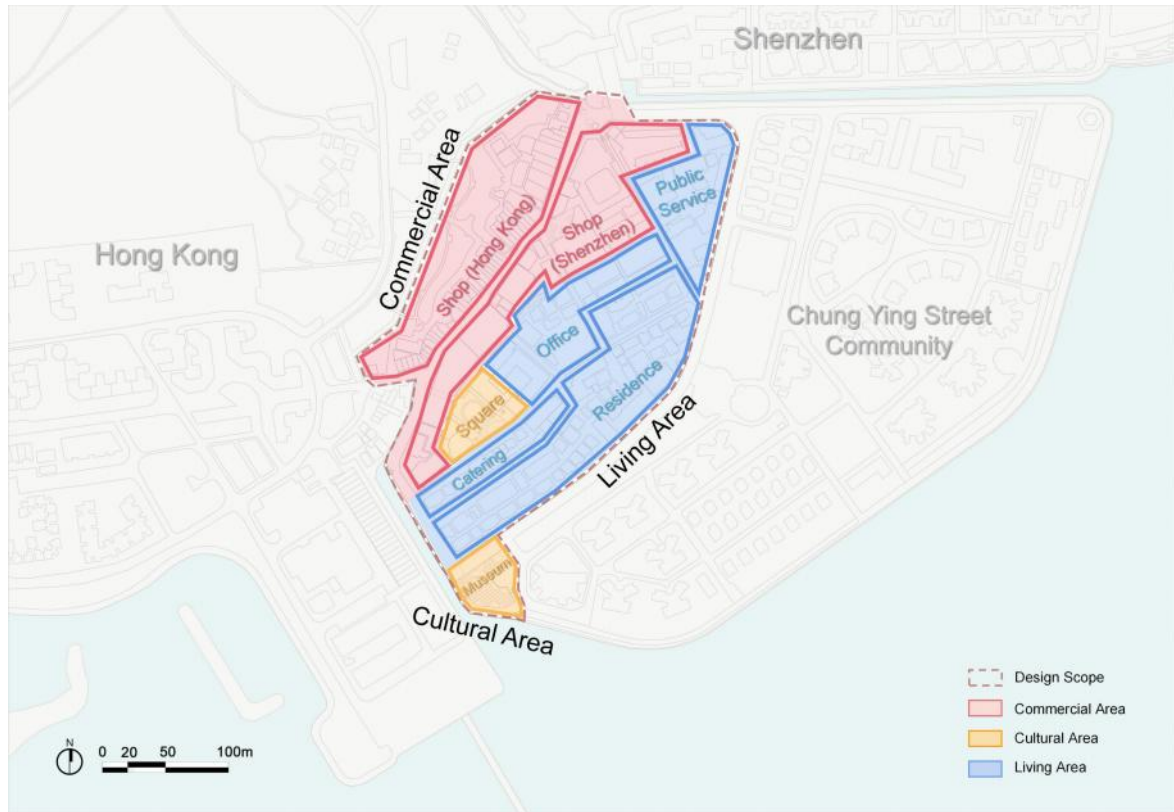 Shenzhen
Hong Kong
Commercial Area
Shop (Hong Kong)
Shop
(Shenzhen)
Public
Service
Office
Square
Residence
Catering
Museum
Chung Ying Street
Community
Living Area
Cultural Area
N
0 20 50 100m
Design Scope
Commercial Area
Cultural Area
Living Area